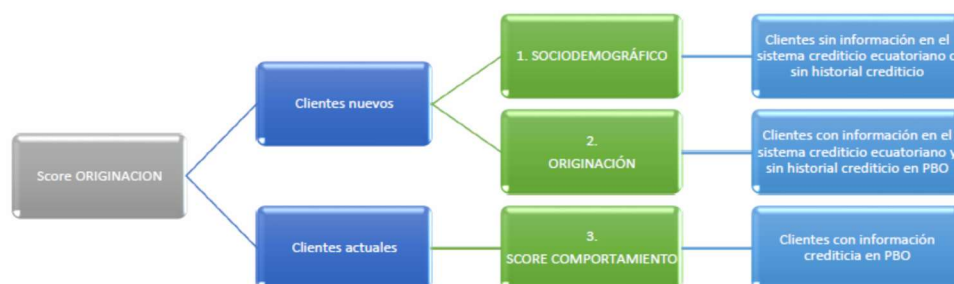 Score ORIGINACION
Clientes nuevos
Clientes actuales
1. SOCIODEMOGRÁFICO
2.
ORIGINACIÓN
3.
SCORE COMPORTAMIENTO
Clientes sin información en el
sistema crediticio ecuatoriano o
sin historial crediticio
Clientes con información en el
sistema crediticio ecuatoriano y
sin historial crediticio en PBO
Clientes con información
crediticia en PBO